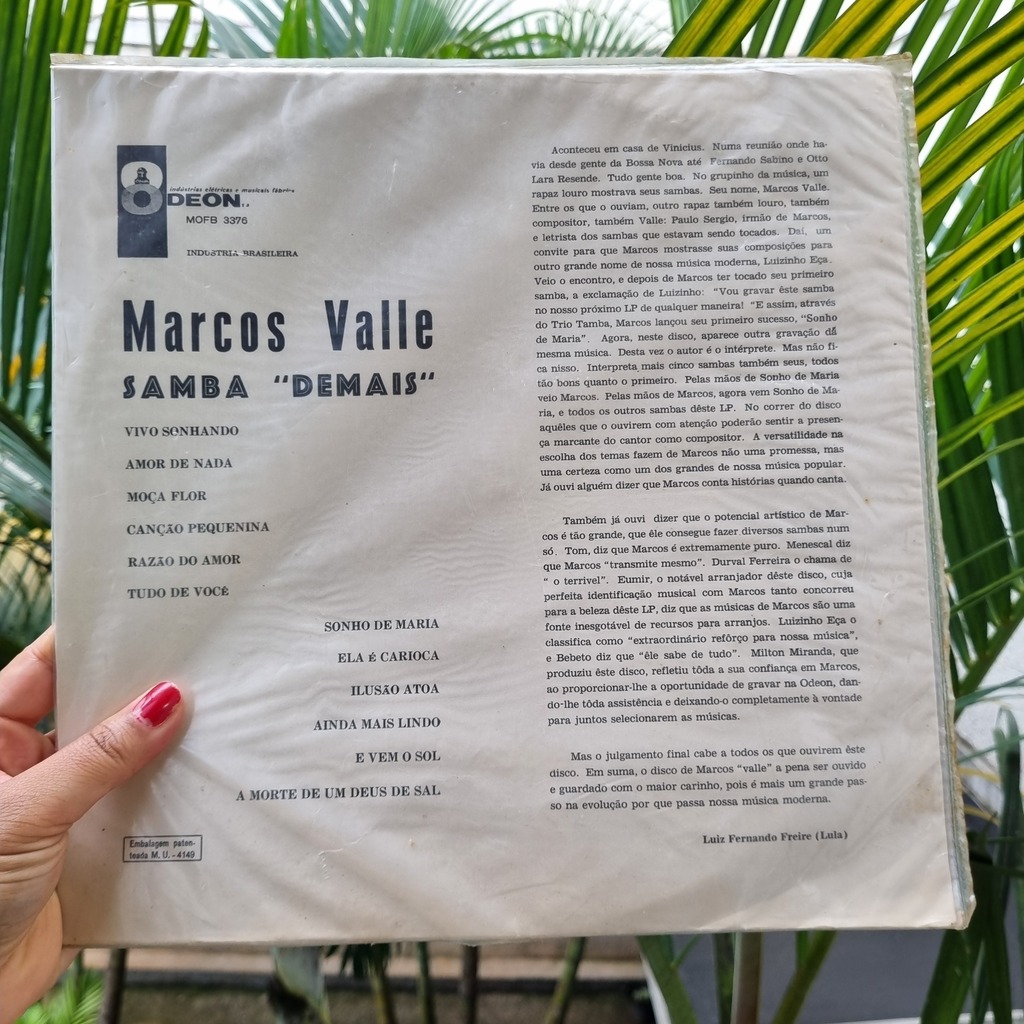 indústrias elétricas e musicais fábrica
ODEON..
MOFB 3376
INDÚSTRIA BRASILEIRA
Marcos Valle
SAMBA "DEMAIS"
VIVO SONHANDO
AMOR DE NADA
MOÇA FLOR
CANÇÃO PEQUENINA
RAZÃO DO AMOR
TUDO DE VOCÊ
SONHO DE MARIA
ELA É CARIOCA
ILUSÃO ATOA
AINDA MAIS LINDO
E VEM O SOL
A MORTE DE UM DEUS DE SAL
Embalagem paten-
teada M. U. - 4149
Aconteceu em casa de Vinicius. Numa reunião onde ha-
via desde gente da Bossa Nova até Fernando Sabino e Otto
Lara Resende. Tudo gente boa. No grupinho da música, um
rapaz louro mostrava seus sambas. Seu nome, Marcos Valle.
Entre os que o ouviam, outro rapaz também louro, também
compositor, também Valle: Paulo Sergio, irmão de Marcos,
e letrista dos sambas que estavam sendo tocados. Daí, um
convite para que Marcos mostrasse suas composições para
outro grande nome de nossa música moderna, Luizinho Eça.
Veio o encontro, e depois de Marcos ter tocado seu primeiro
samba, a exclamação de Luizinho: "Vou gravar êste samba
no nosso próximo LP de qualquer maneira! "E assim, através
do Trio Tamba, Marcos lançou seu primeiro sucesso, "Sonho
de Maria". Agora, neste disco, aparece outra gravação da
mesma música. Desta vez o autor é o intérprete. Mas não fi-
ca nisso. Interpreta mais cinco sambas também seus, todos
tão bons quanto o primeiro. Pelas mãos de Sonho de Maria
veio Marcos. Pelas mãos de Marcos, agora vem Sonho de Ma-
ria, e todos os outros sambas dêste LP. No correr do disco
aquêles que o ouvirem com atenção poderão sentir a presen-
ça marcante do cantor como compositor. A versatilidade na
escolha dos temas fazem de Marcos não uma promessa, mas
uma certeza como um dos grandes de nossa música popular.
Já ouvi alguém dizer que Marcos conta histórias quando canta.
Também já ouvi dizer que o potencial artístico de Mar-
cos é tão grande, que êle consegue fazer diversos sambas num
só. Tom, diz que Marcos é extremamente puro. Menescal diz
que Marcos "transmite mesmo". Durval Ferreira o chama de
" o terrivel". Eumir, o notável arranjador dêste disco, cuja
perfeita identificação musical com Marcos tanto concorreu
para a beleza dêste LP, diz que as músicas de Marcos são uma
fonte inesgotável de recursos para arranjos. Luizinho Eça o
classifica como "extraordinário refôrço para nossa música",
e Bebeto diz que "êle sabe de tudo". Milton Miranda, que
produziu êste disco, refletiu tôda a sua confiança em Marcos,
ao proporcionar-lhe a oportunidade de gravar na Odeon, dan-
do-lhe tôda assistência e deixando-o completamente à vontade
para juntos selecionarem as músicas.
Mas o julgamento final cabe a todos os que ouvirem êste
disco. Em suma, o disco de Marcos "valle" a pena ser ouvido
e guardado com o maior carinho, pois é mais um grande pas-
so na evolução por que passa nossa música moderna.
Luiz Fernando Freire (Lula)